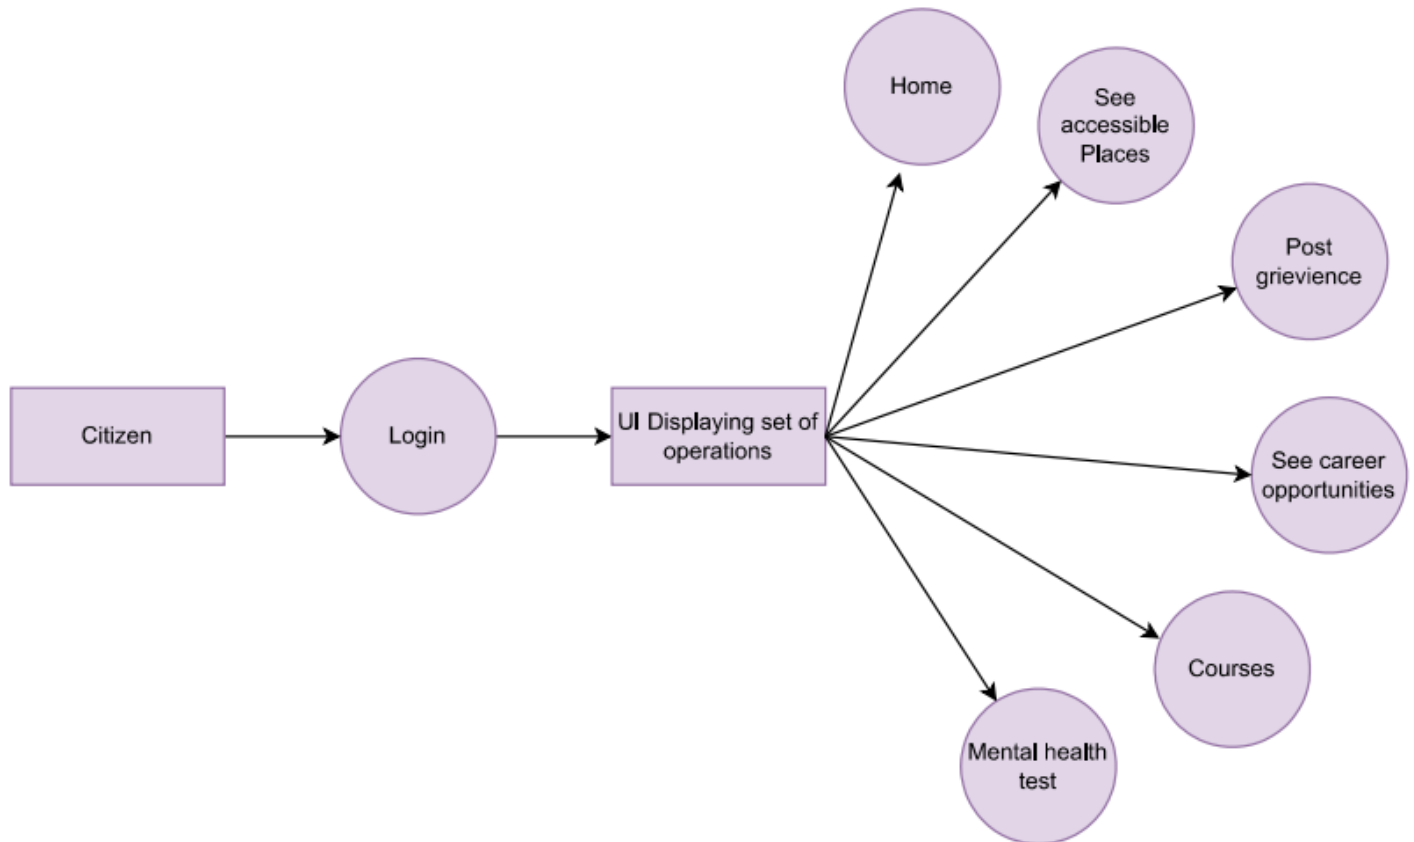 Home
See
accessible
Places
Post
grievience
Citizen
Login
UI Displaying set of
operations
See career
opportunities
Courses
Mental health
test